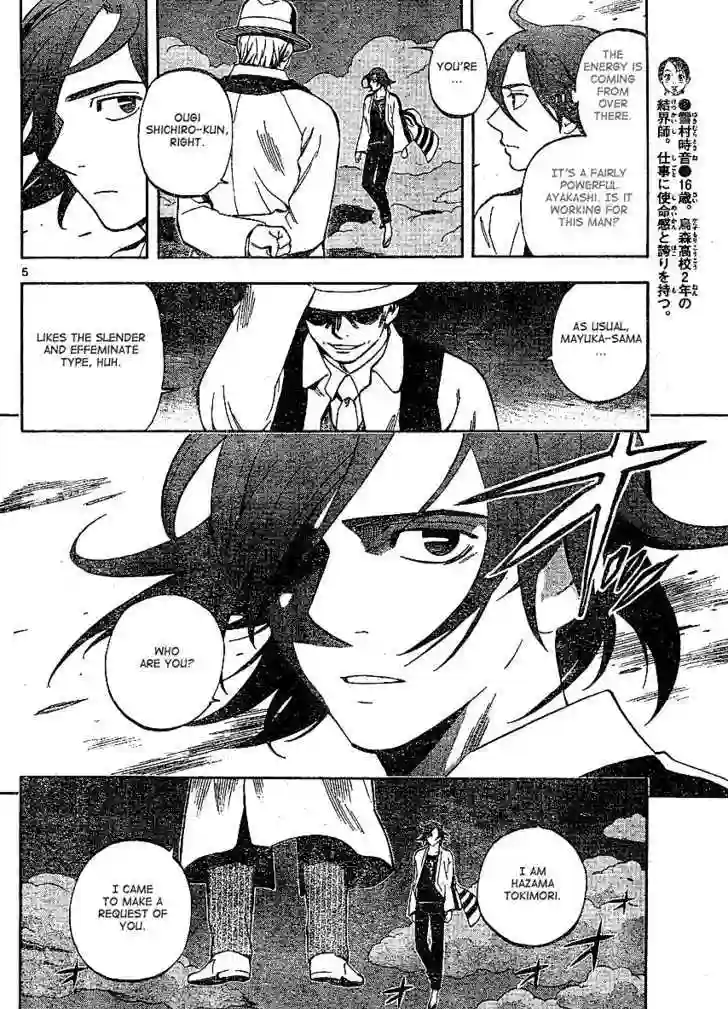 THE
ENERGY IS
COMING
FROM
OVER
THERE.
IT'S A FAIRLY
POWERFUL
AYAKASHI. IS IT
WORKING FOR
THIS MAN?
YOU'RE
...
OUGI
SHICHIRO-KUN,
RIGHT.
●雪村時音●16歳。烏森高校2年の
結界師。仕事に使命感と誇りを持つ。
5
AS USUAL,
MAYUKA-SAMA
...
LIKES THE SLENDER
AND EFFEMINATE
TYPE, HUH.
WHO
ARE YOU?
I AM
HAZAMA
TOKIMORI.
I CAME
TO MAKE A
REQUEST OF
YOU.